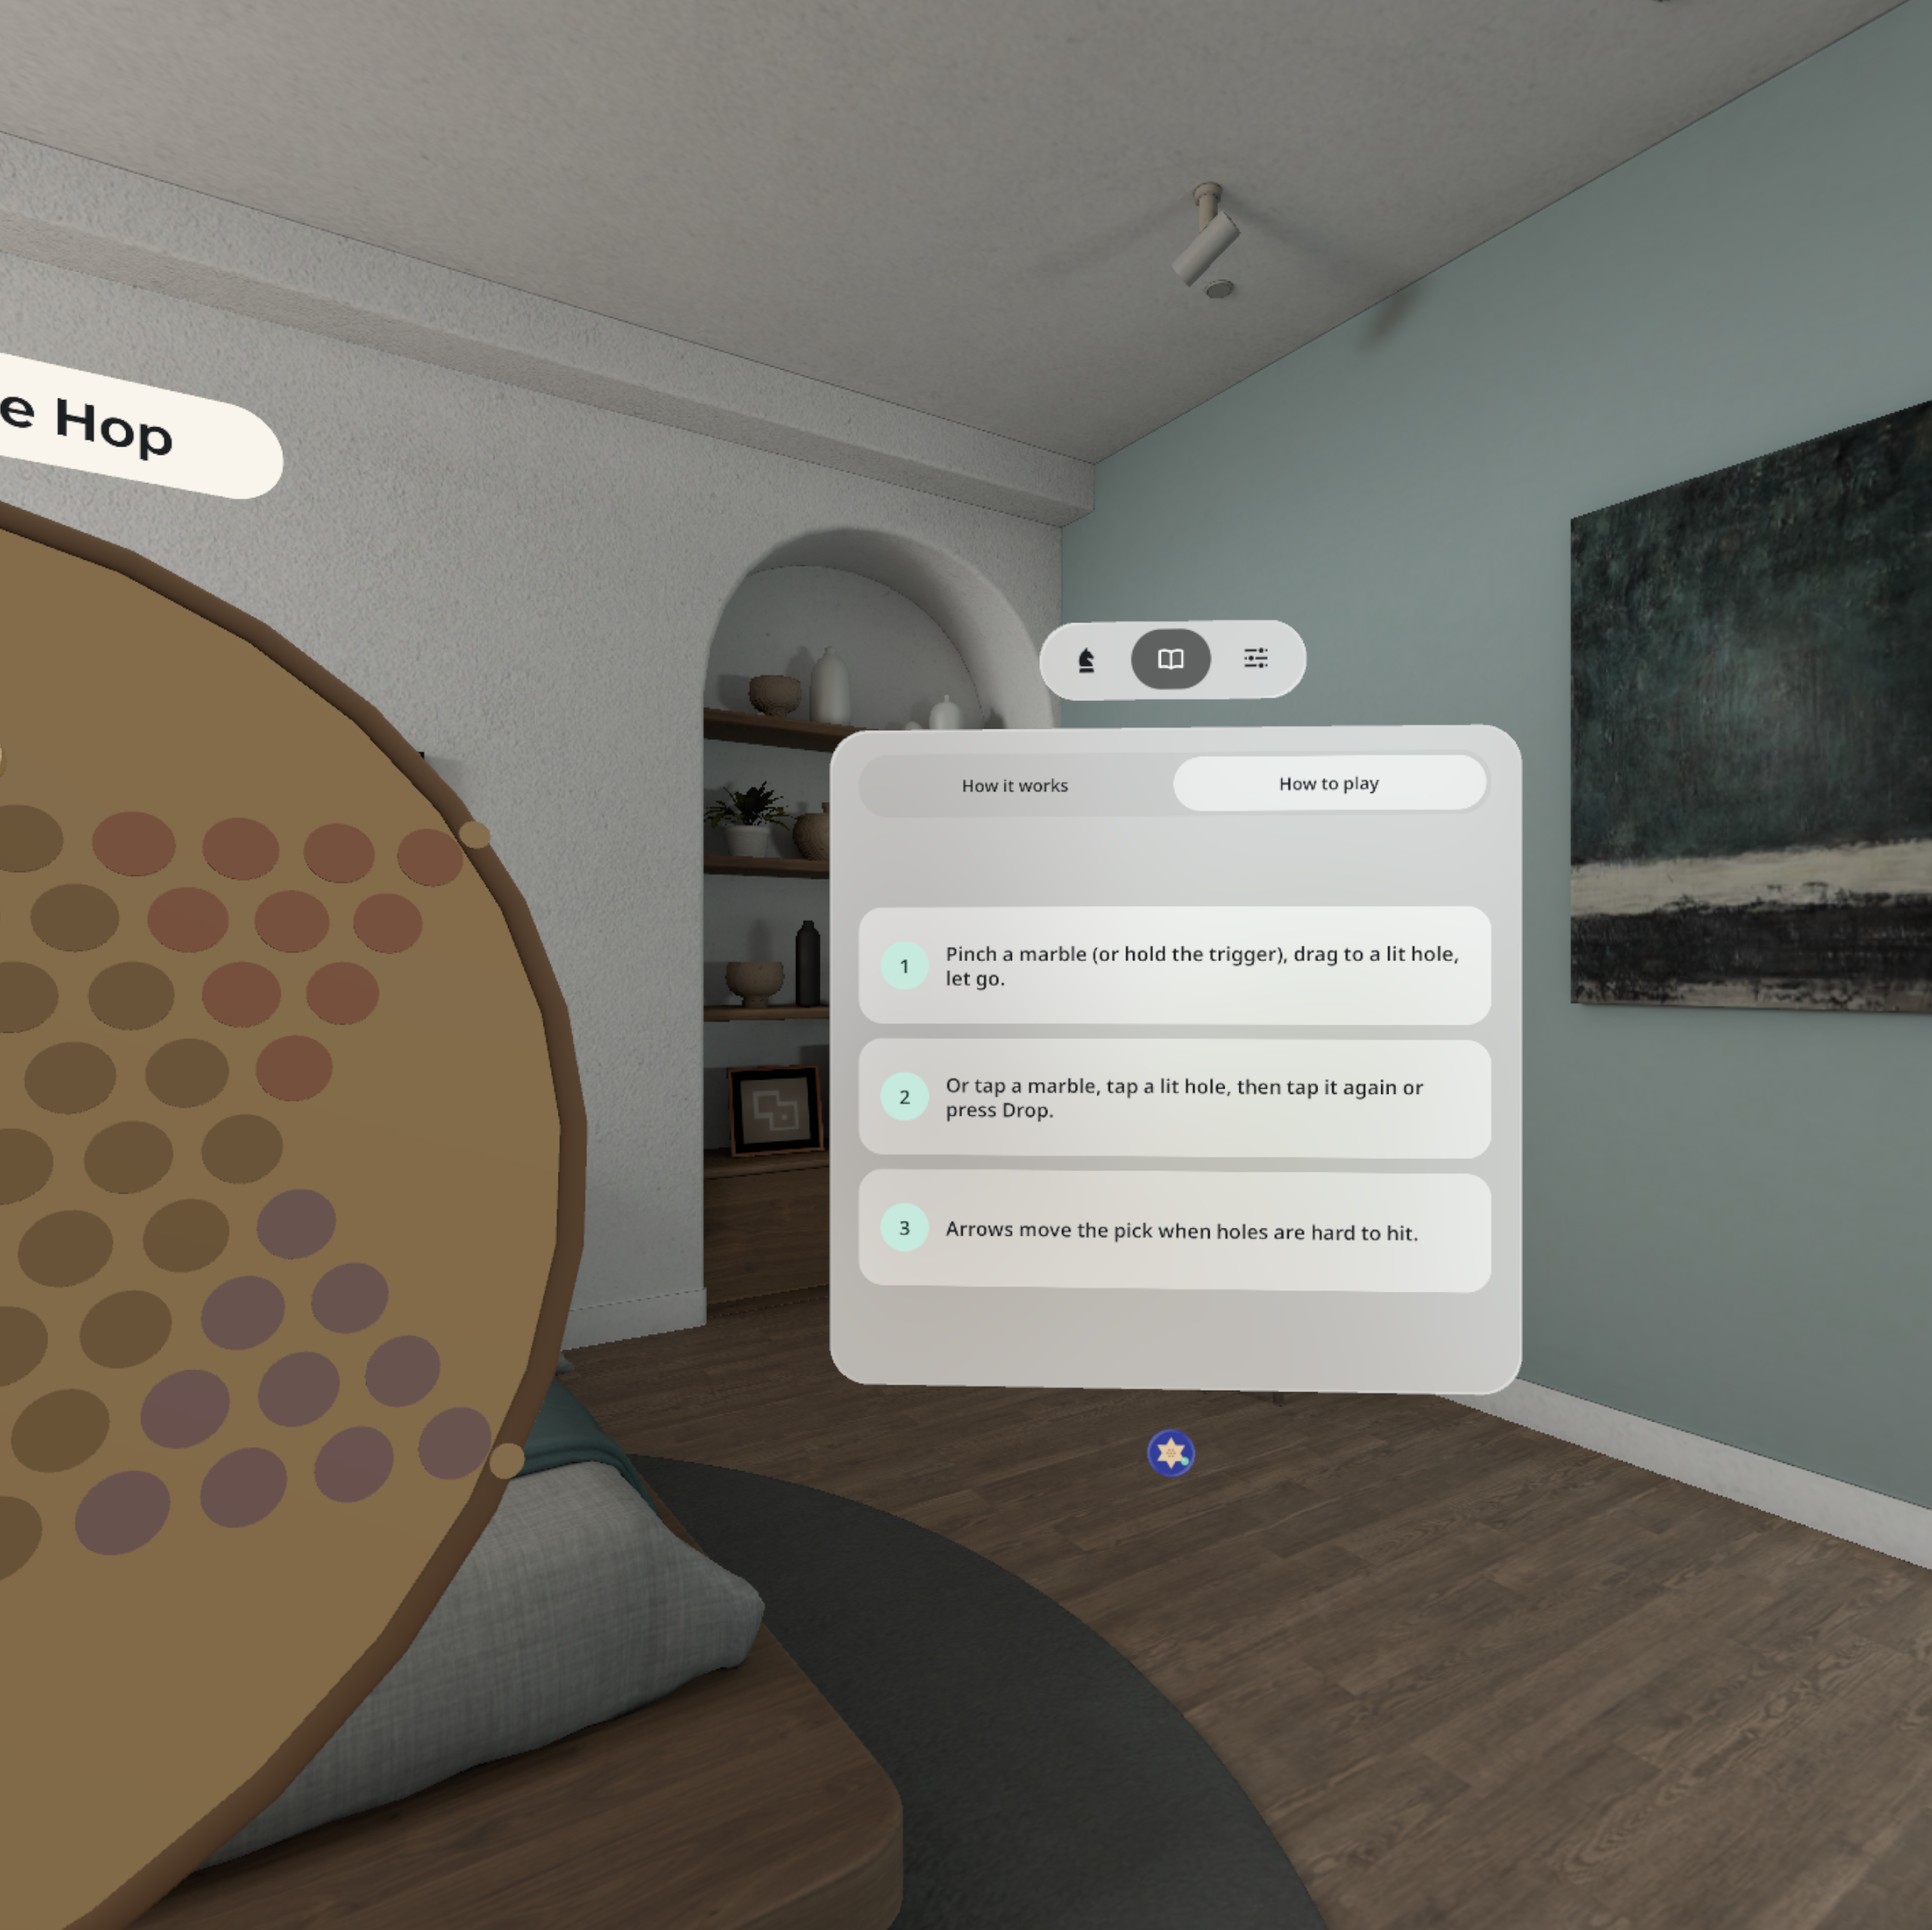 e Hop
How it works
How to play
1
Pinch a marble (or hold the trigger), drag to a lit hole,
let go.
2
Or tap a marble, tap a lit hole, then tap it again or
press Drop.
3
Arrows move the pick when holes are hard to hit.